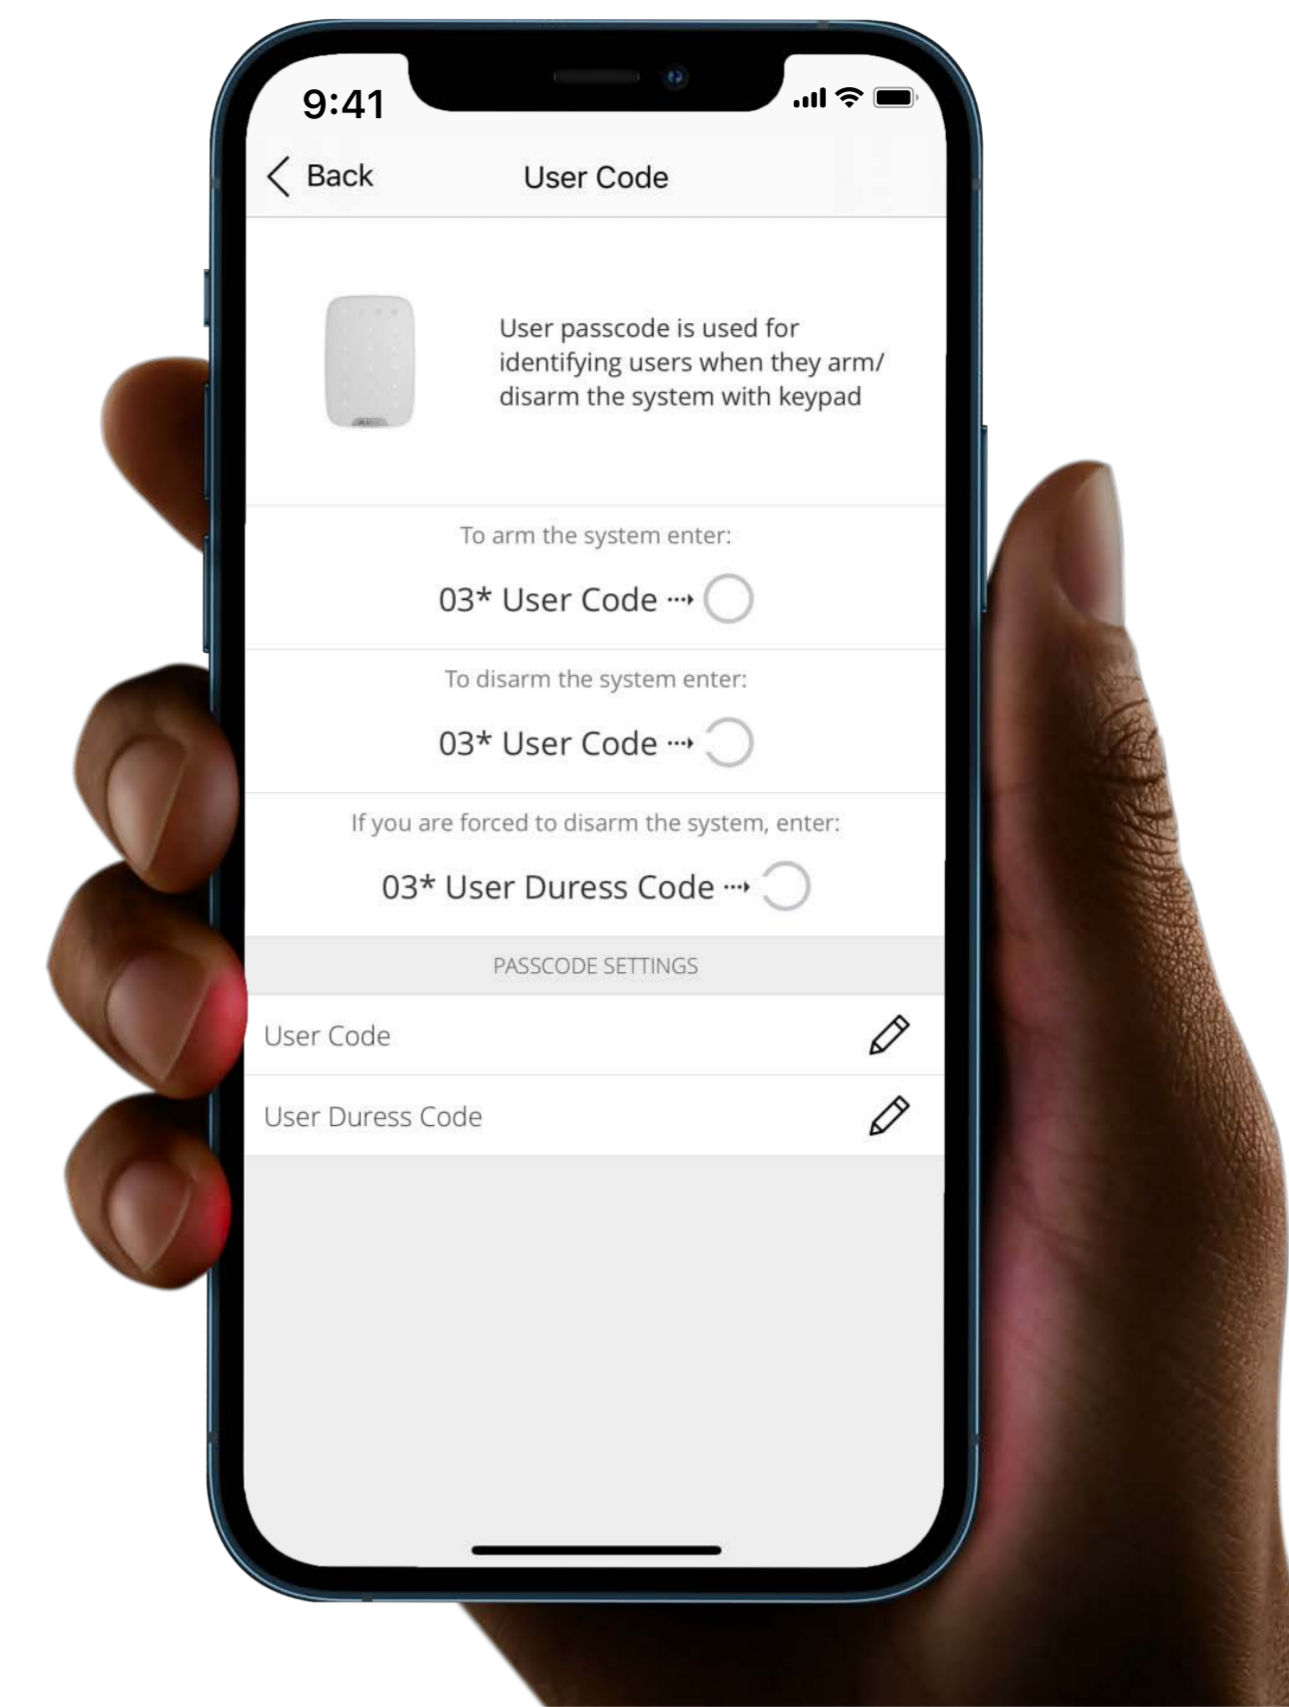 9:41
Back
User Code
User passcode is used for
identifying users when they arm/
disarm the system with keypad
To arm the system enter:
03* User Code
To disarm the system enter:
03* User Code
If you are forced to disarm the system, enter:
03* User Duress Code
PASSCODE SETTINGS
User Code
User Duress Code